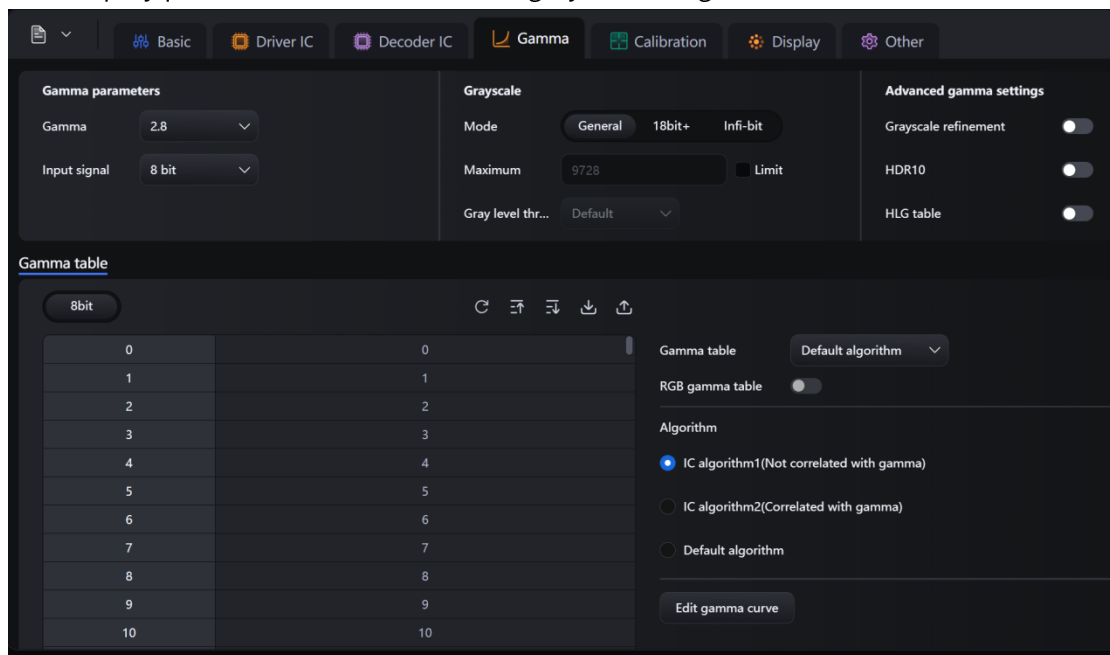 Basic Driver IC Decoder IC Gamma Calibration Display Other
Gamma parameters Grayscale Advanced gamma settings
Gamma 2.8 Mode General 18bit+ Infi-bit Grayscale refinement
Input signal 8 bit Maximum 9728 Limit HDR10
Gray level thr... Default HLG table
Gamma table
8bit
0 0
1 1
2 2
3 3
4 4
5 5
6 6
7 7
8 8
9 9
10 10
Gamma table Default algorithm
RGB gamma table
Algorithm
IC algorithm1(Not correlated with gamma)
IC algorithm2(Correlated with gamma)
Default algorithm
Edit gamma curve